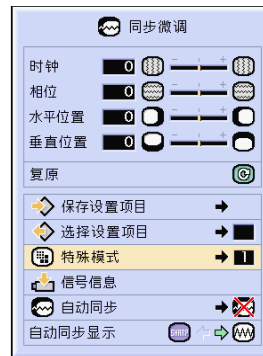 同步微调
时钟 0 - +
相位 0 - +
水平位置 0 - +
垂直位置 0 - +
复原
保存设置项目
选择设置项目
特殊模式 1
信号信息
自动同步
自动同步显示 SHARP